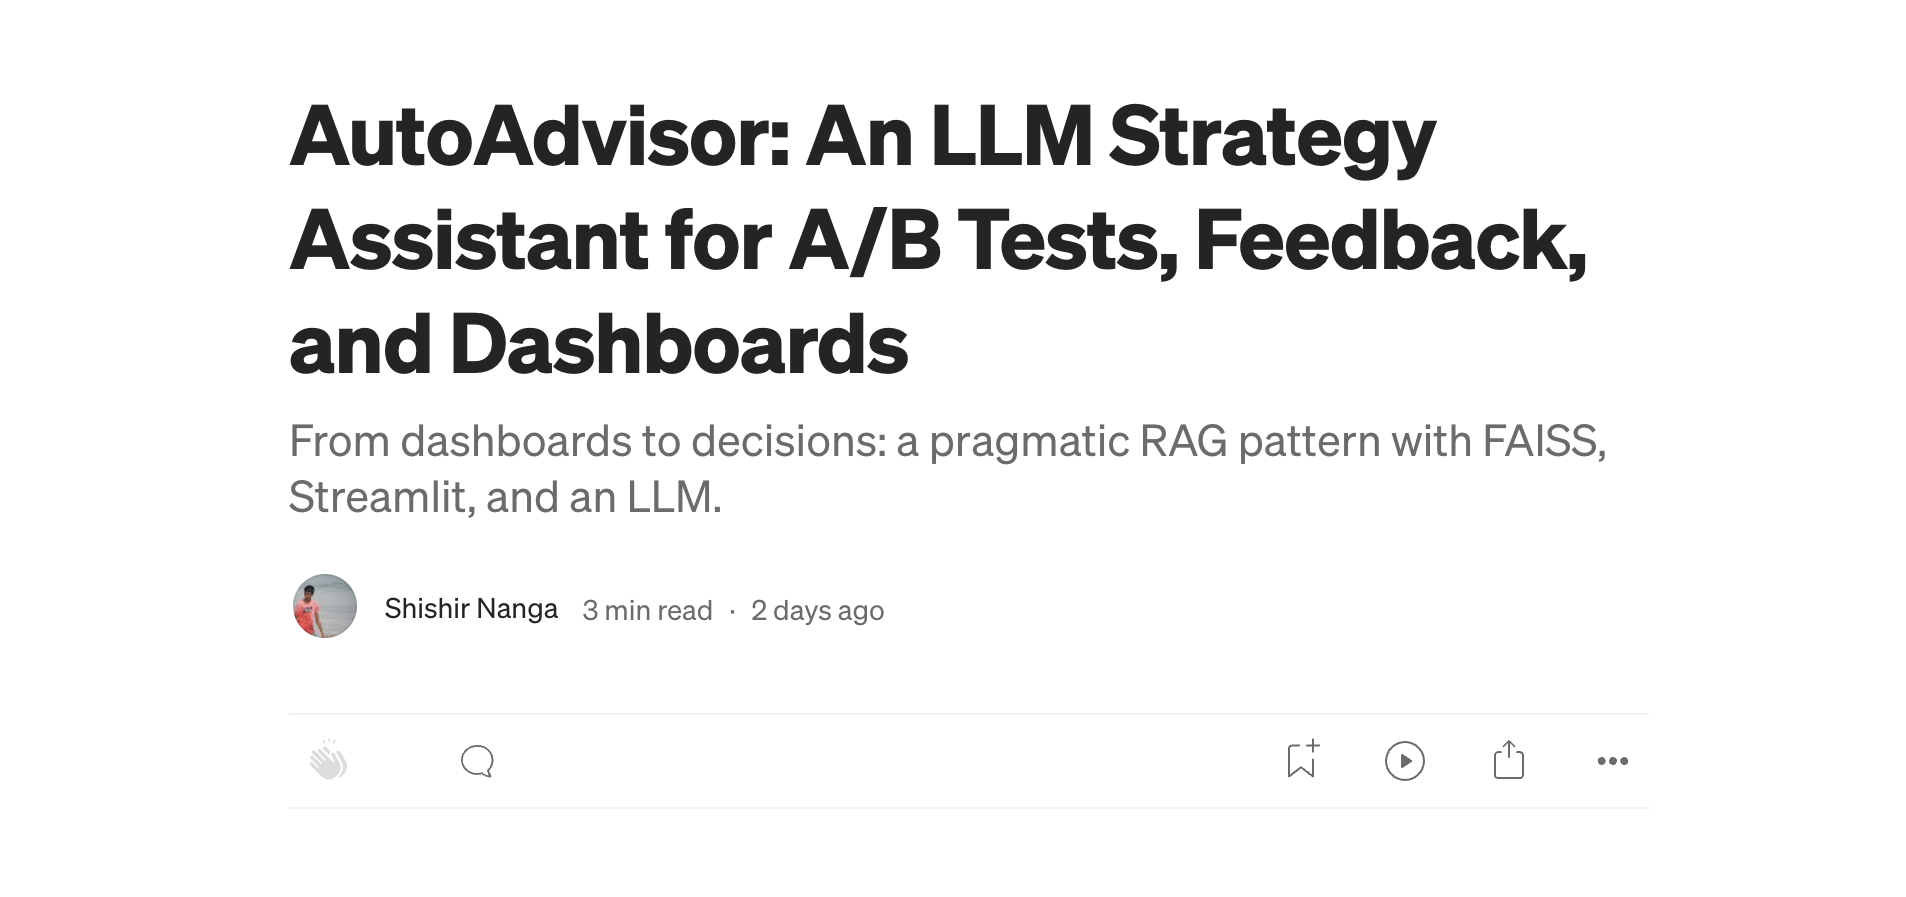 AutoAdvisor: An LLM Strategy
Assistant for A/B Tests, Feedback,
and Dashboards
From dashboards to decisions: a pragmatic RAG pattern with FAISS,
Streamlit, and an LLM.
Shishir Nanga 3 min read · 2 days ago